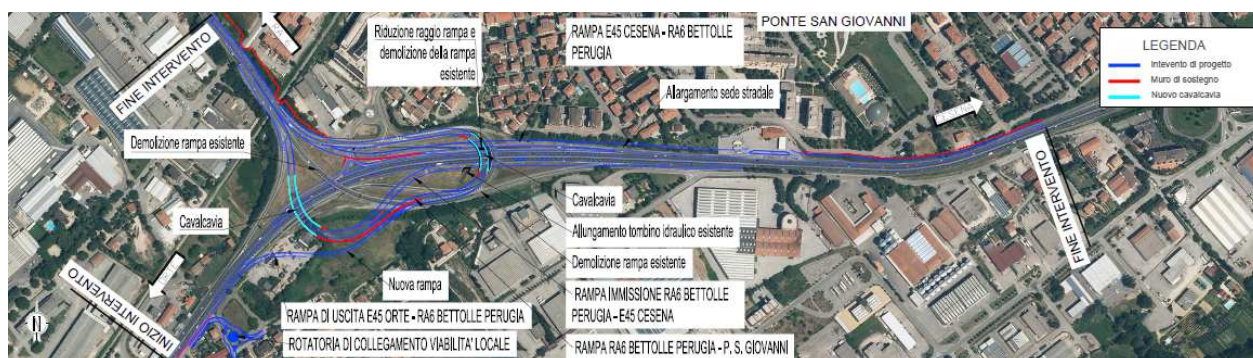 PONTE SAN GIOVANNI
LEGENDA
Intevento di progetto
Muro di sostegno
Nuovo cavalcavia
FINE INTERVENTO
Riduzione raggio rampa e
demolizione della rampa
esistente
RAMPA E45 CESENA - RA6 BETTOLLE
PERUGIA
Allargamento sede stradale
Demolizione rampa esistente
Cavalcavia
INIZIO INTERVENTO
Nuova rampa
RAMPA DI USCITA E45 ORTE - RA6 BETTOLLE PERUGIA
ROTATORIA DI COLLEGAMENTO VIABILITA' LOCALE
Cavalcavia
Allungamento tombino idraulico esistente
Demolizione rampa esistente
RAMPA IMMISSIONE RA6 BETTOLLE
PERUGIA - E45 CESENA
RAMPA RA6 BETTOLLE PERUGIA - P. S. GIOVANNI
FINE INTERVENTO
N